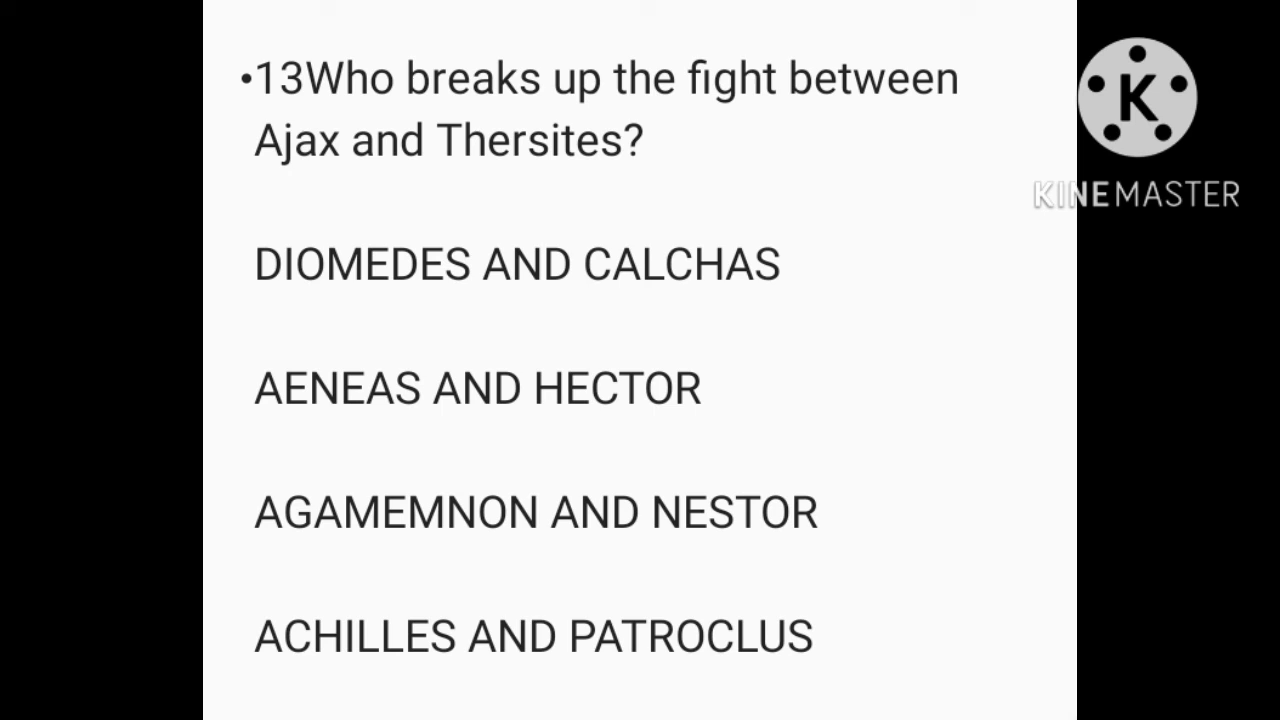 •13Who breaks up the fight between
Ajax and Thersites?
DIOMEDES AND CALCHAS
AENEAS AND HECTOR
AGAMEMNON AND NESTOR
ACHILLES AND PATROCLUS
K
KINEMASTER